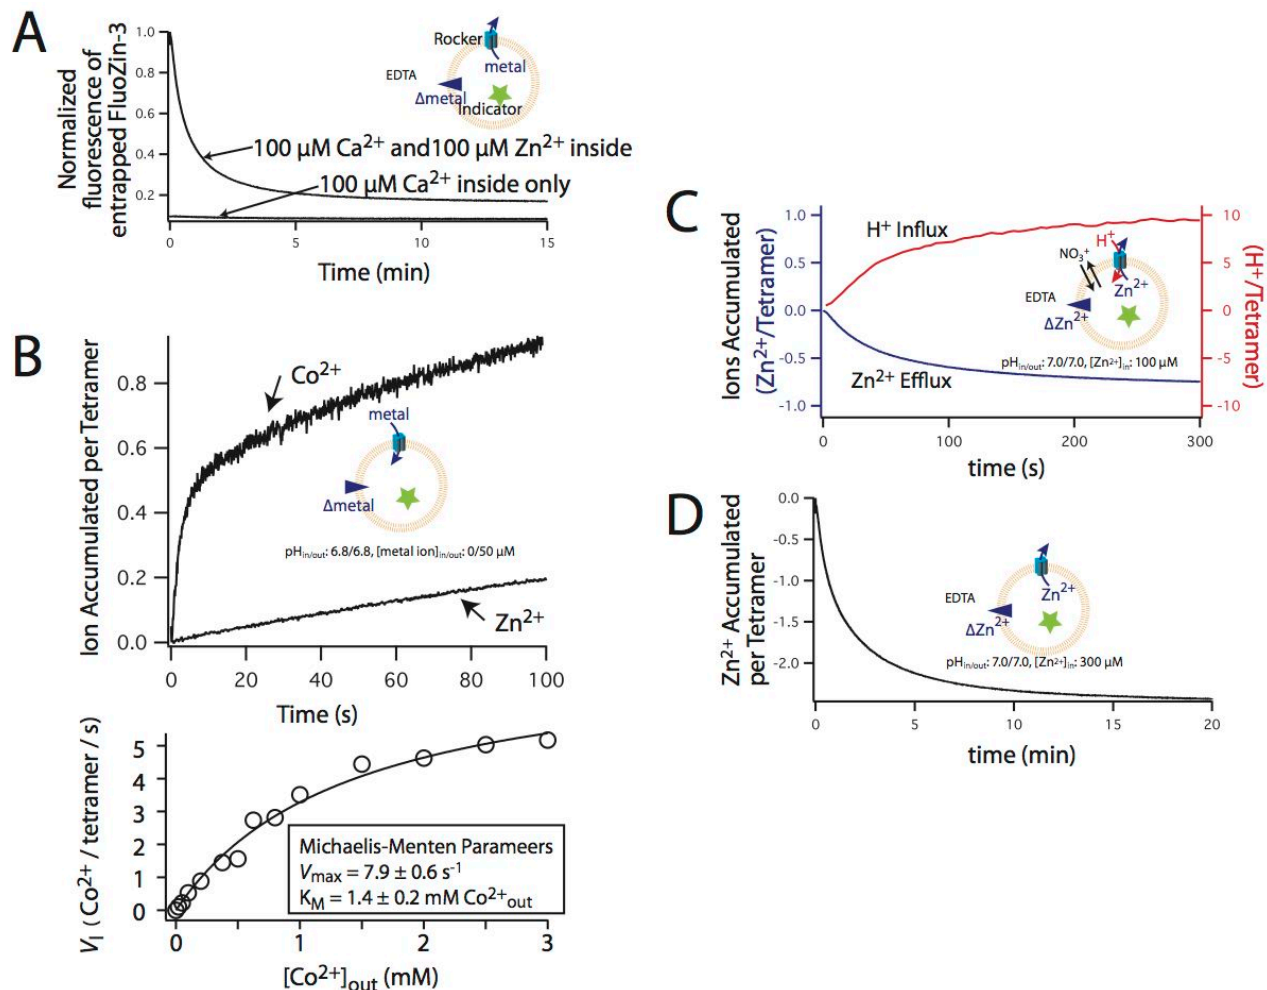 A
Normalized
fluorescence of
entrapped FluoZin-3
1.0
0.8
0.6
0.4
0.2
0
5
10
15
Time (min)
Rocker
metal
EDTA
Δmetal
Indicator
100 µM Ca²⁺ and100 µM Zn²⁺ inside
100 µM Ca²⁺ inside only
B
Ion Accumulated per Tetramer
0.8
0.6
0.4
0.2
0.0
0
20
40
60
80
100
Time (s)
Co²⁺
metal
Δmetal
pHin/out: 6.8/6.8, [metal ion]in/out: 0/50 µM
Zn²⁺
VI ( Co²⁺ / tetramer / s)
5
4
3
2
1
0
0
1
2
3
[Co²⁺]out (mM)
Michaelis-Menten Parameers
Vmax = 7.9 ± 0.6 s⁻¹
KM = 1.4 ± 0.2 mM Co²⁺out
C
Ions Accumulated
(Zn²⁺/Tetramer)
1.0
0.5
0.0
-0.5
-1.0
0
100
200
300
time (s)
10
5
0
-5
-10
(H⁺/Tetramer)
H⁺ Influx
Zn²⁺ Efflux
H⁺
NO₃⁺
Zn²⁺
EDTA
ΔZn²⁺
pHin/out: 7.0/7.0, [Zn²⁺]in: 100 µM
D
Zn²⁺ Accumulated
per Tetramer
0.0
-0.5
-1.0
-1.5
-2.0
0
5
10
15
20
time (min)
EDTA
Zn²⁺
ΔZn²⁺
pHin/out: 7.0/7.0, [Zn²⁺]in: 300 µM